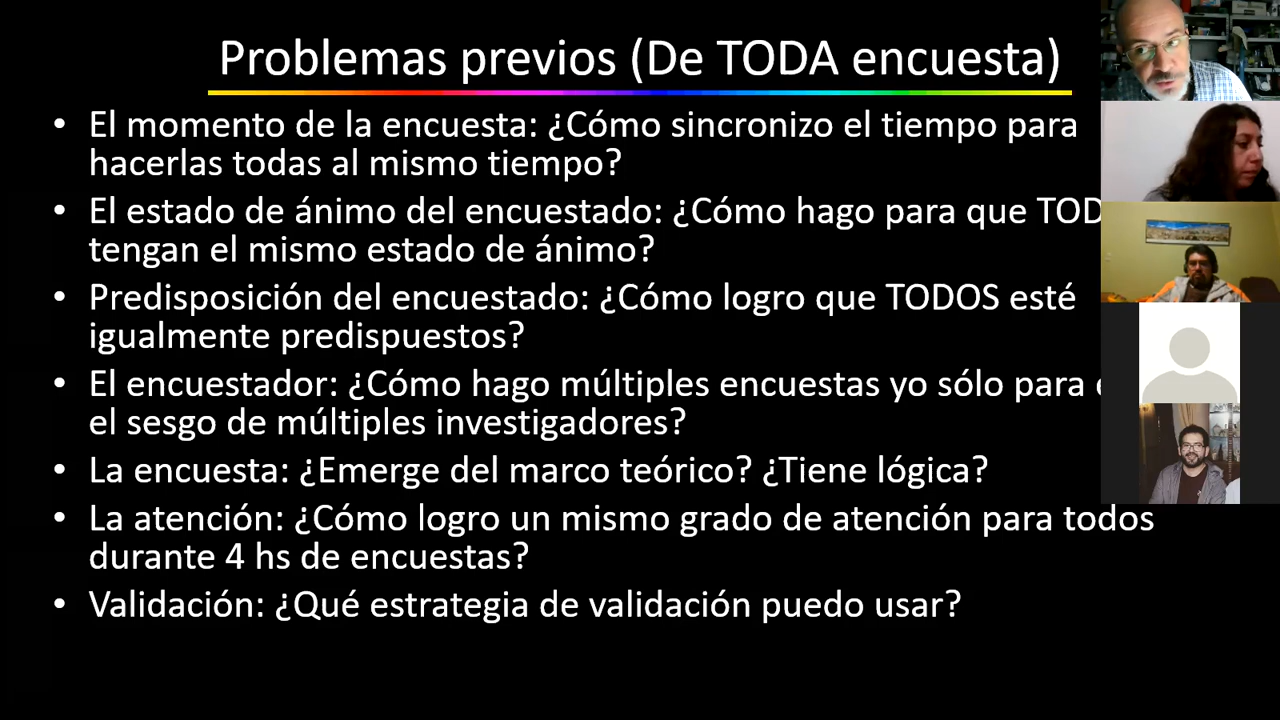 Problemas previos (De TODA encuesta)
• El momento de la encuesta: ¿Cómo sincronizo el tiempo para
hacerlas todas al mismo tiempo?
• El estado de ánimo del encuestado: ¿Cómo hago para que
tengan el mismo estado de ánimo?
• Predisposición del encuestado: ¿Cómo logro que TODOS esté
igualmente predispuestos?
• El encuestador: ¿Cómo hago múltiples encuestas yo sólo para
el sesgo de múltiples investigadores?
• La encuesta: ¿Emerge del marco teórico? ¿Tiene lógica?
• La atención: ¿Cómo logro un mismo grado de atención para todos
durante 4 hs de encuestas?
• Validación: ¿Qué estrategia de validación puedo usar?